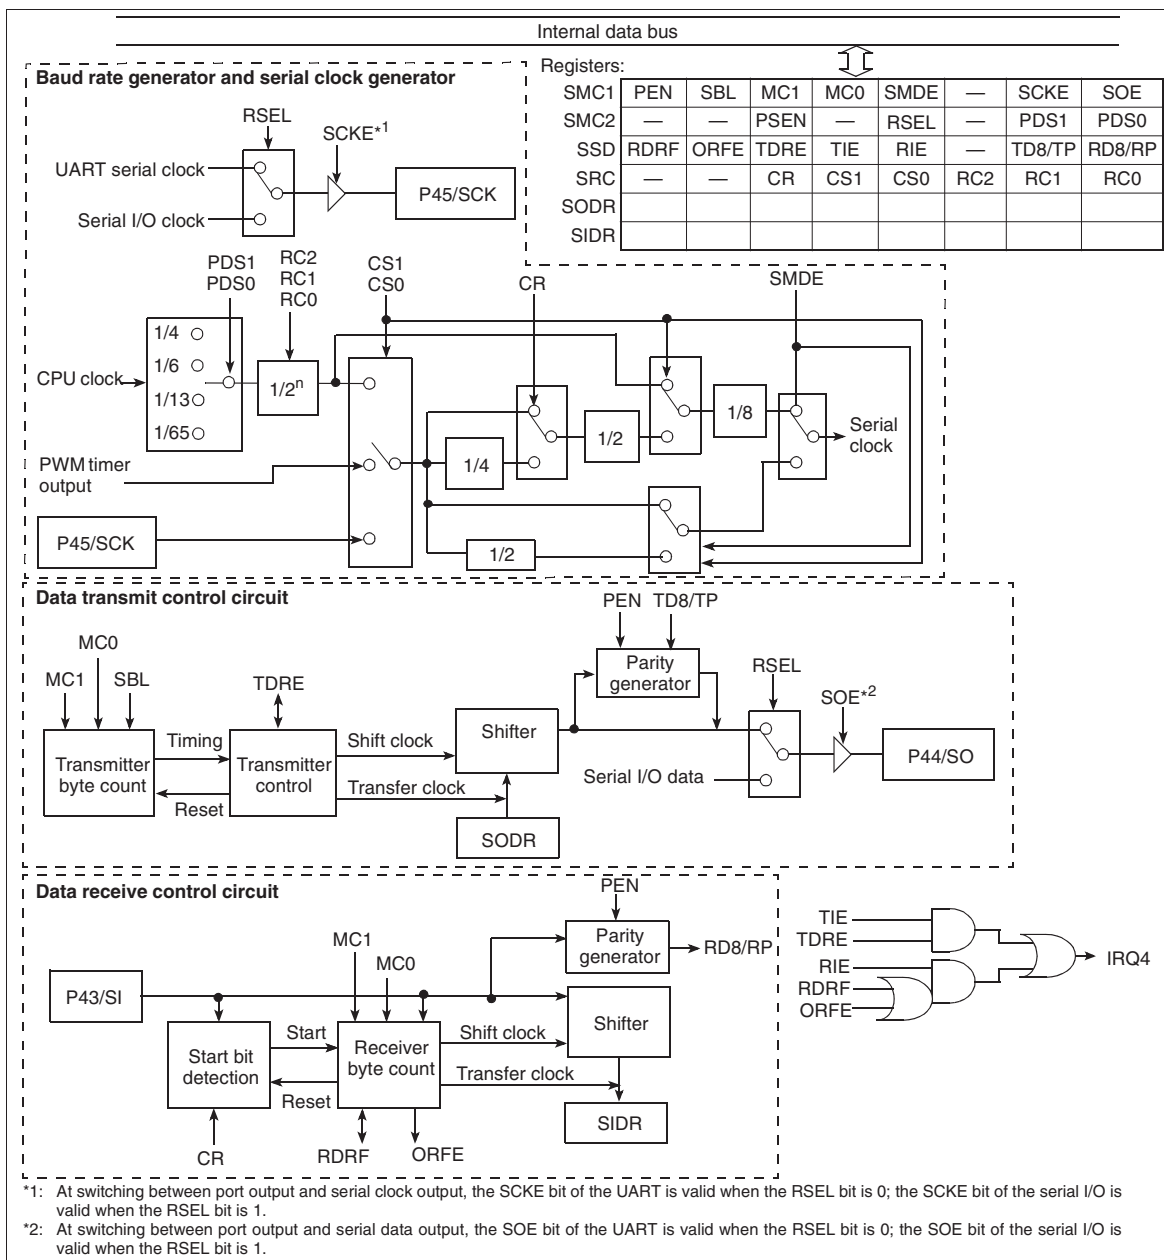 Internal data bus
Baud rate generator and serial clock generator
Registers:
SMC1 PEN SBL MC1 MC0 SMDE — SCKE SOE
SMC2 — — PSEN — RSEL — PDS1 PDS0
SSD RDRF ORFE TDRE TIE RIE — TD8/TP RD8/RP
SRC — — CR CS1 CS0 RC2 RC1 RC0
SODR
SIDR
RSEL
SCKE*1
UART serial clock
P45/SCK
Serial I/O clock
PDS1
PDS0
RC2
RC1
RC0
CS1
CS0
CR
SMDE
CPU clock
1/4
1/6
1/13
1/65
1/2n
1/4
1/2
1/8
Serial
clock
PWM timer
output
P45/SCK
1/2
Data transmit control circuit
PEN TD8/TP
MC0
MC1 SBL
TDRE
Parity
generator
RSEL
SOE*2
Transmitter
byte count
Timing
Reset
Transmitter
control
Shift clock
Transfer clock
Shifter
SODR
Serial I/O data
P44/SO
Data receive control circuit
PEN
MC1
MC0
Parity
generator
RD8/RP
P43/SI
Start bit
detection
Start
Reset
Receiver
byte count
Shift clock
Transfer clock
Shifter
SIDR
CR
RDRF
ORFE
TIE
TDRE
RIE
RDRF
ORFE
IRQ4
*1: At switching between port output and serial clock output, the SCKE bit of the UART is valid when the RSEL bit is 0; the SCKE bit of the serial I/O is
valid when the RSEL bit is 1.
*2: At switching between port output and serial data output, the SOE bit of the UART is valid when the RSEL bit is 0; the SOE bit of the serial I/O is
valid when the RSEL bit is 1.